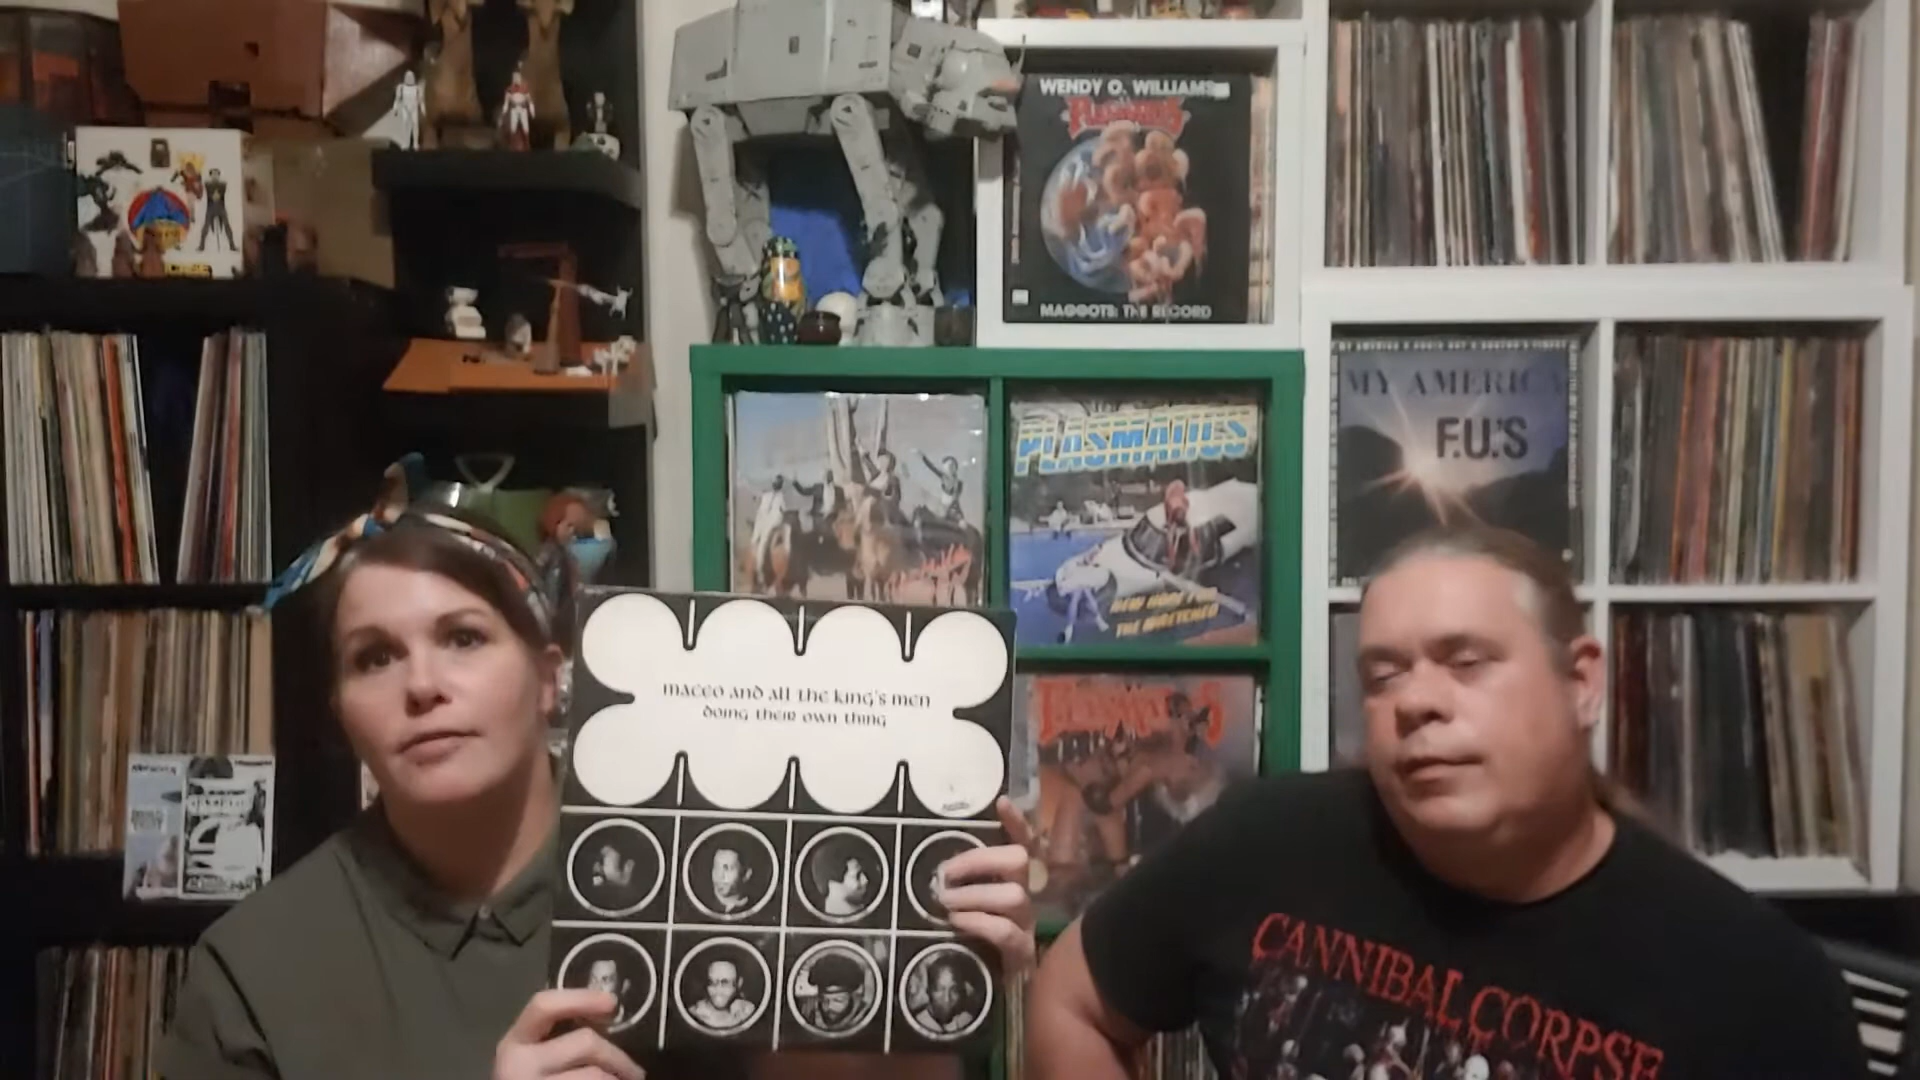 WENDY O. WILLIAMS
PLASMATICS
MAGGOTS: THE RECORD
MY AMERICA
F.U.'S
PLASMATICS
NEW HOPE FOR
THE WRETCHED
maceo and all the king's men
doing their own thing
PLASMATICS
CANNIBAL CORPSE